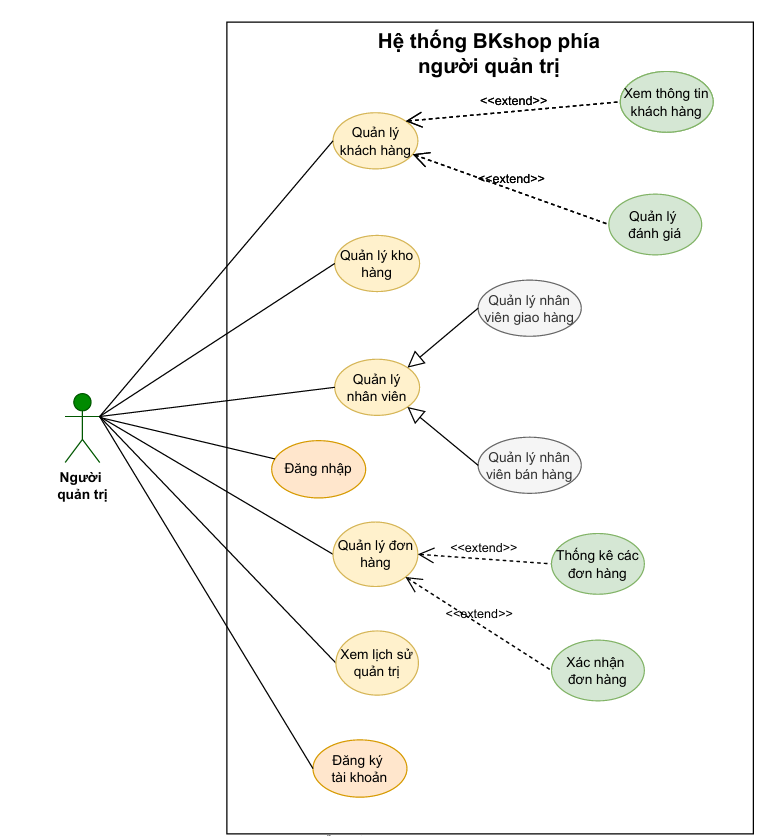 Hệ thống BKshop phía
người quản trị
Xem thông tin
khách hàng
<<extend>>
Quản lý
khách hàng
<<extend>>
Quản lý
đánh giá
Quản lý kho
hàng
Quản lý nhân
viên giao hàng
Quản lý
nhân viên
Người
quản trị
Đăng nhập
Quản lý nhân
viên bán hàng
Quản lý đơn
hàng
<<extend>>
Thống kê các
đơn hàng
<<extend>>
Xem lịch sử
quản trị
Xác nhận
đơn hàng
Đăng ký
tài khoản